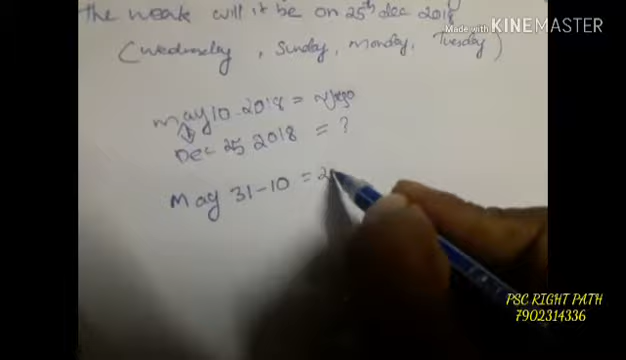 the weak will it be on 25th dec 2018
Made with KINEMASTER
(Wednesday, Sunday, Monday, Tuesday)
May 10 2018 =
Dec 25 2018 = ?
May 31-10 = 2
PSC RIGHT PATH
7902314336